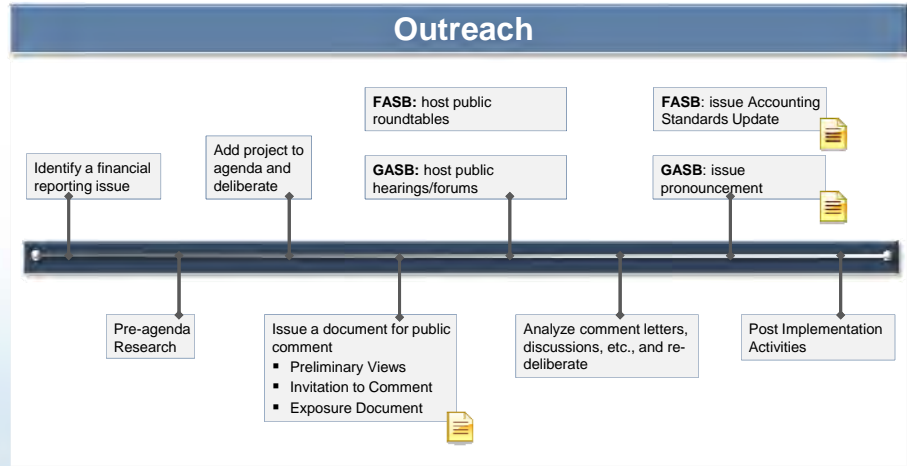 Outreach
Identify a financial
reporting issue
Pre-agenda
Research
Add project to
agenda and
deliberate
Issue a document for public
comment
▪ Preliminary Views
▪ Invitation to Comment
▪ Exposure Document
FASB: host public
roundtables
GASB: host public
hearings/forums
Analyze comment letters,
discussions, etc., and re-
deliberate
FASB: issue Accounting
Standards Update
GASB: issue
pronouncement
Post Implementation
Activities